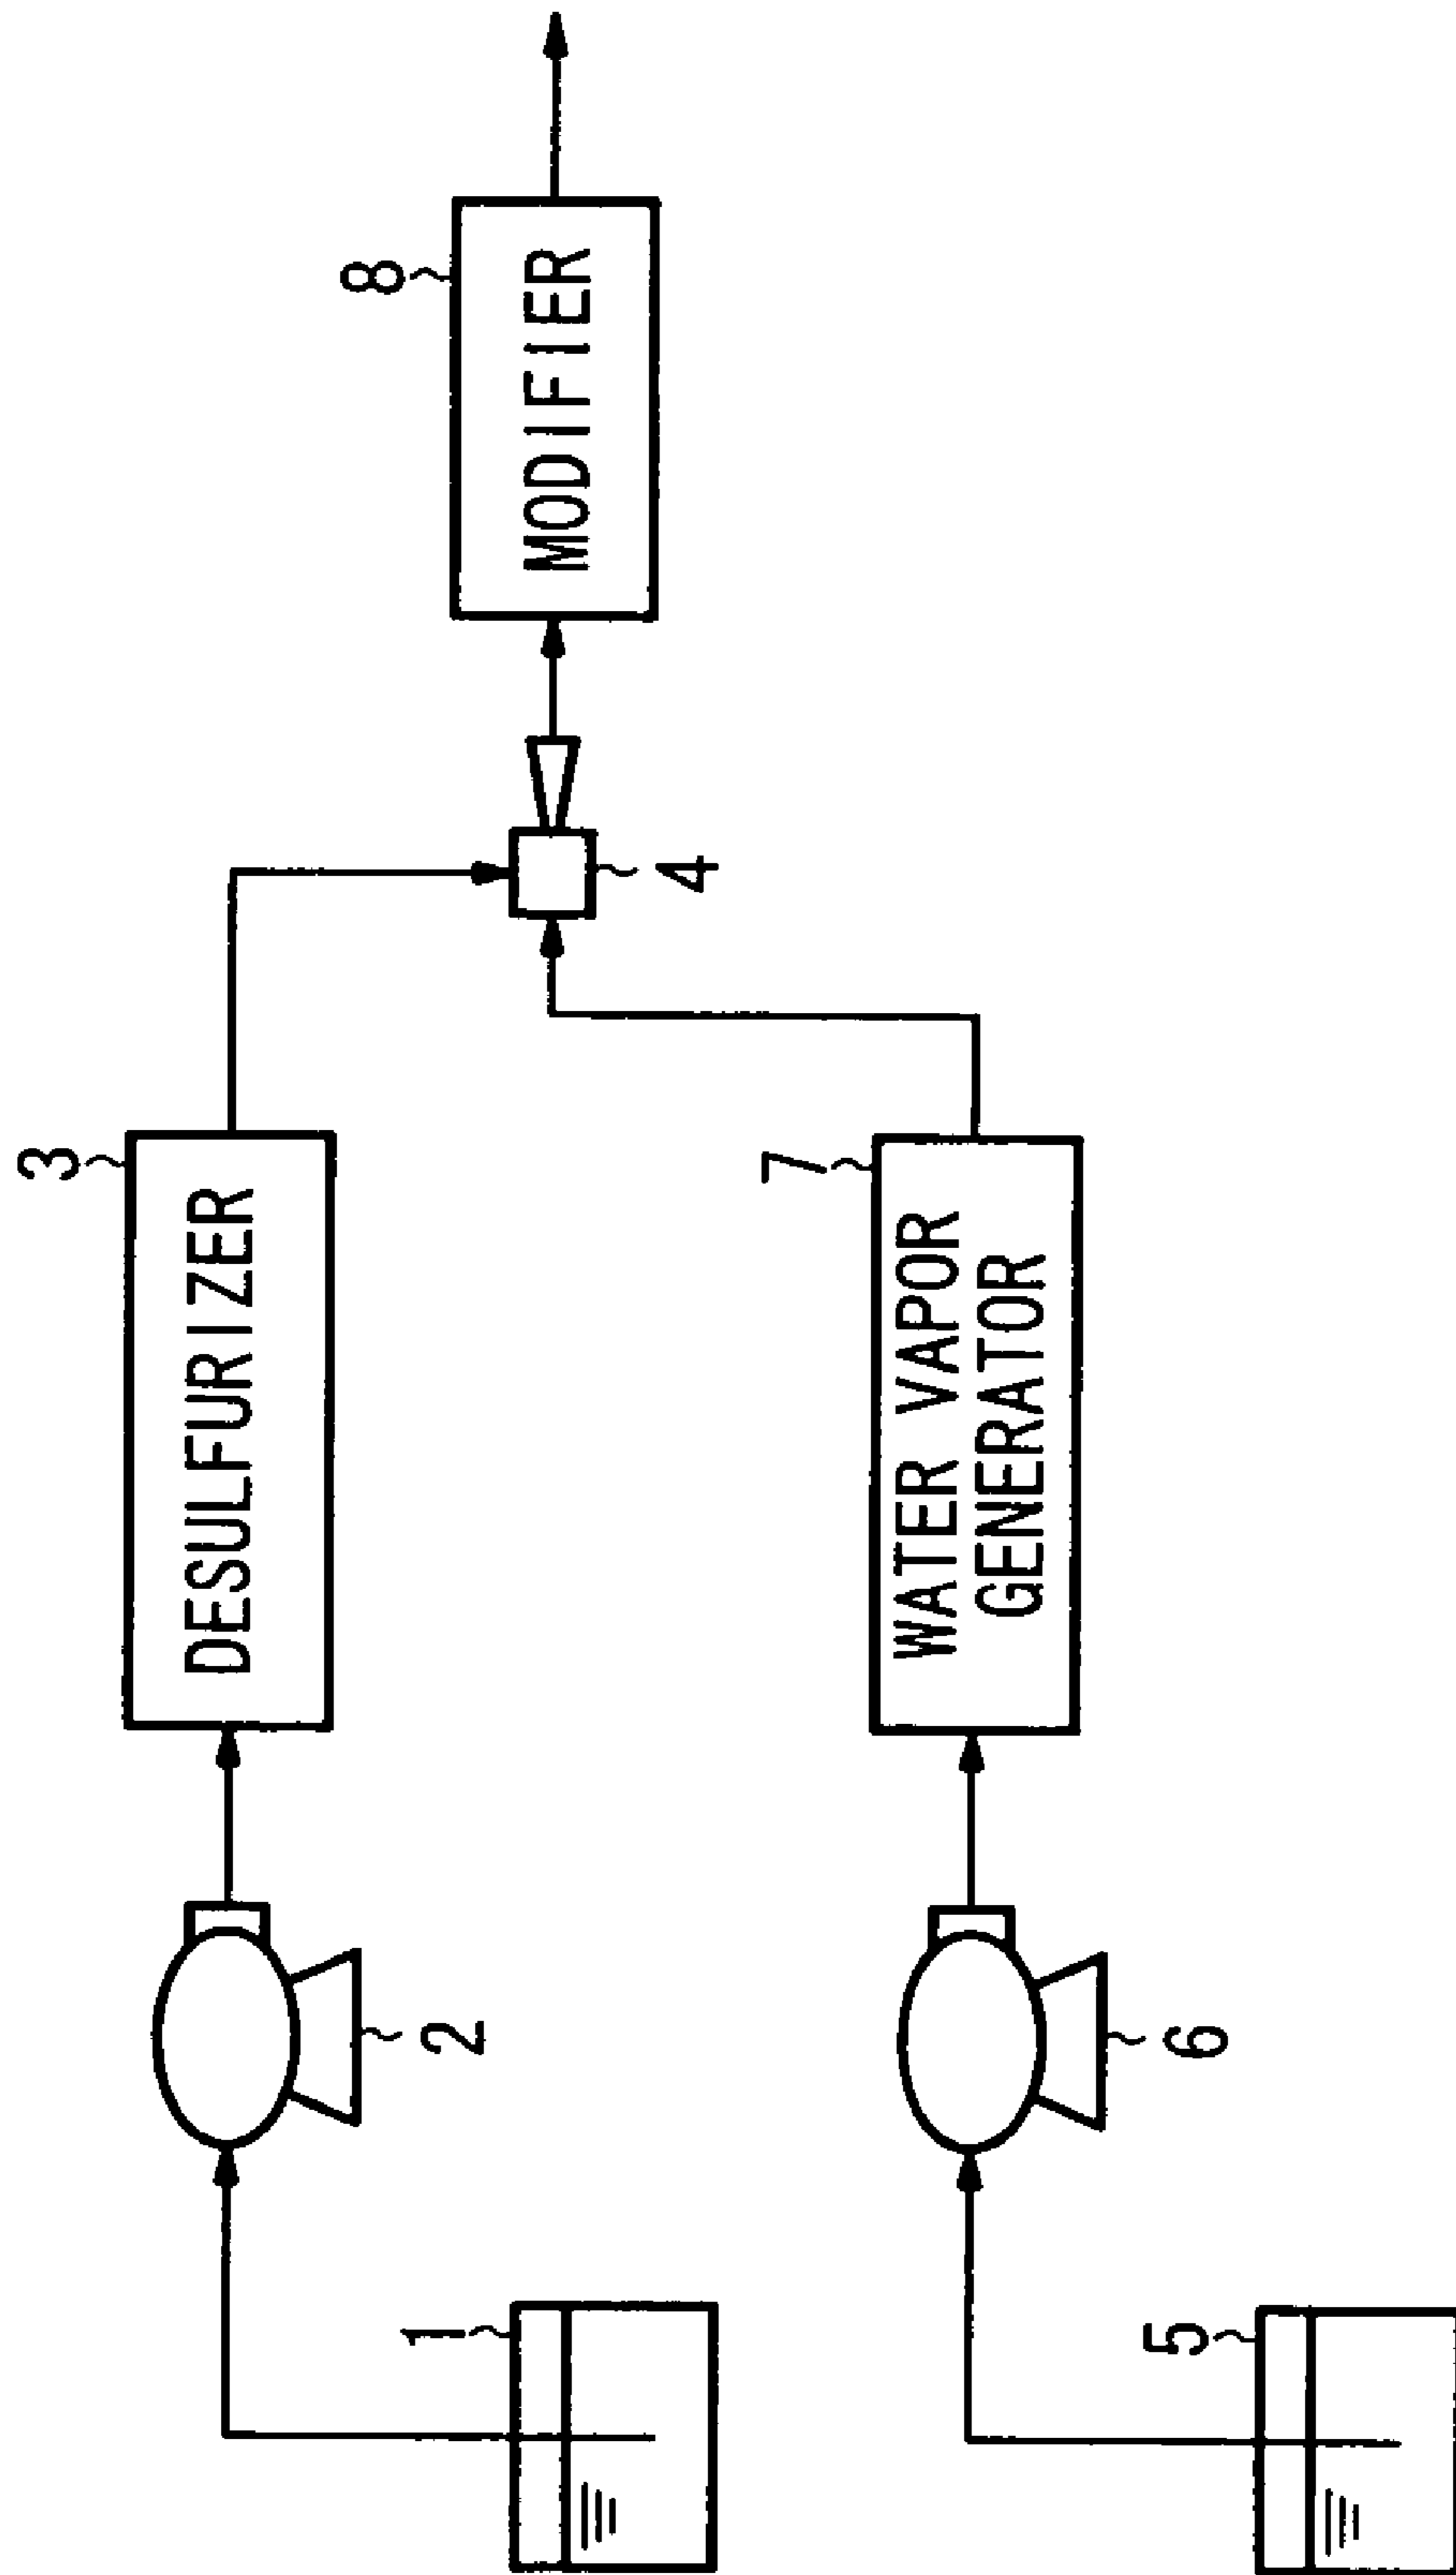 1
2
3
DESULFURIZER
4
5
6
7
WATER VAPOR
GENERATOR
8
MODIFIER